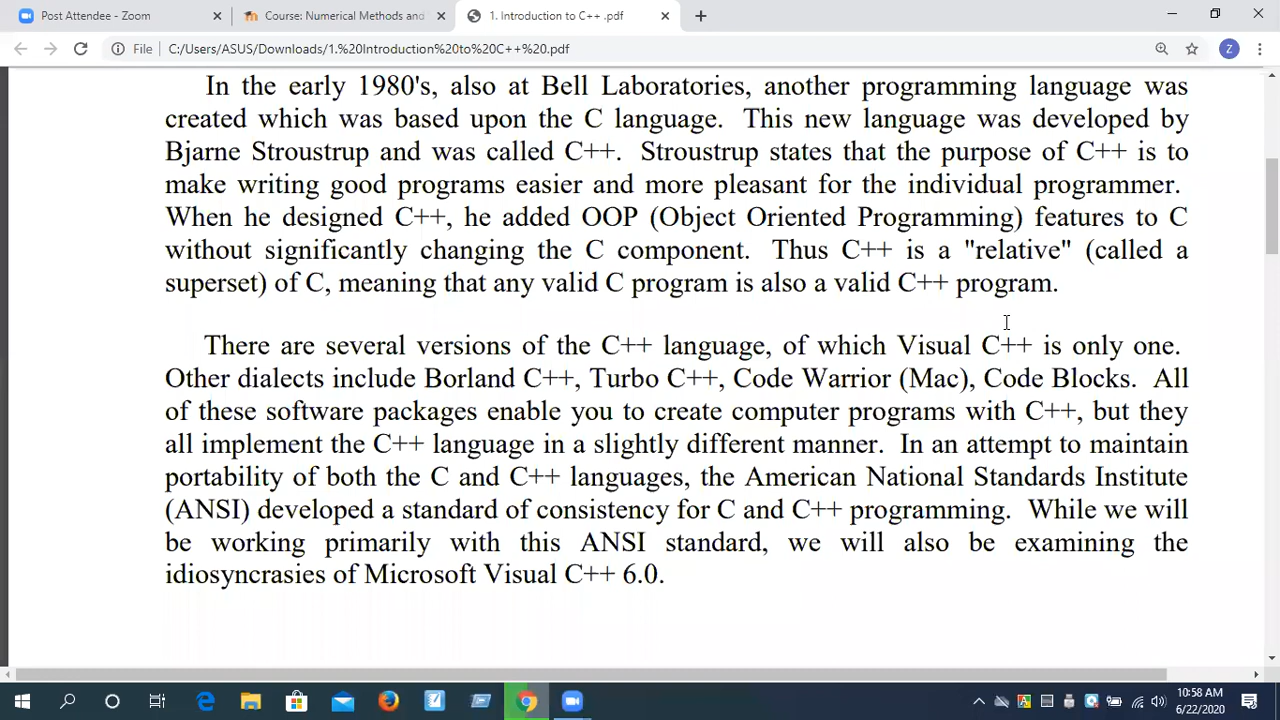 Post Attendee - Zoom
Course: Numerical Methods and
1. Introduction to C++ .pdf
File
C:/Users/ASUS/Downloads/1.%20Introduction%20to%20C++%20.pdf
Z
In the early 1980's, also at Bell Laboratories, another programming language was
created which was based upon the C language. This new language was developed by
Bjarne Stroustrup and was called C++. Stroustrup states that the purpose of C++ is to
make writing good programs easier and more pleasant for the individual programmer.
When he designed C++, he added OOP (Object Oriented Programming) features to C
without significantly changing the C component. Thus C++ is a "relative" (called a
superset) of C, meaning that any valid C program is also a valid C++ program.
There are several versions of the C++ language, of which Visual C++ is only one.
Other dialects include Borland C++, Turbo C++, Code Warrior (Mac), Code Blocks. All
of these software packages enable you to create computer programs with C++, but they
all implement the C++ language in a slightly different manner. In an attempt to maintain
portability of both the C and C++ languages, the American National Standards Institute
(ANSI) developed a standard of consistency for C and C++ programming. While we will
be working primarily with this ANSI standard, we will also be examining the
idiosyncrasies of Microsoft Visual C++ 6.0.
10:58 AM
6/22/2020